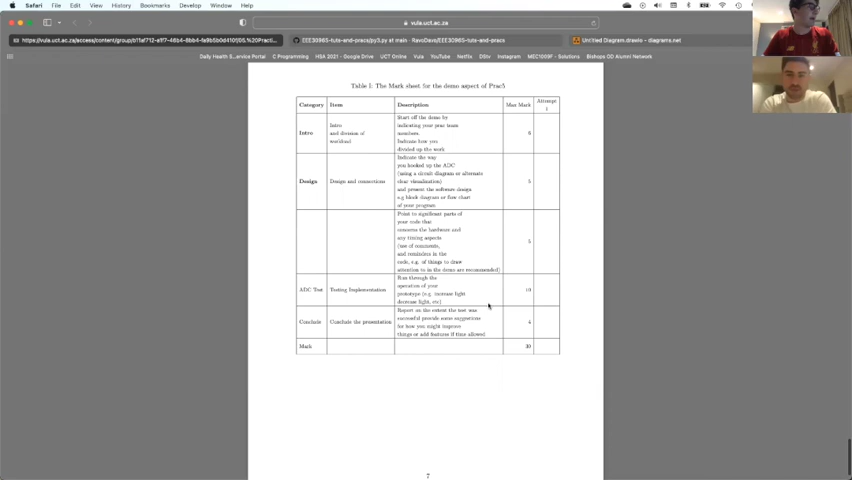 Safari File Edit View History Bookmarks Develop Window Help
vula.uct.ac.za
EEE3096S-tuts-and-pracs/py3.py at main · RavoDavo/EEE3096S-tuts-and-pracs
Untitled Diagram.drawio - diagrams.net
Daily Health S...ervice Portal C Programming HSA 2021 - Google Drive UCT Online Vula YouTube Netflix DStv Instagram MEC1009F - Modules Bishops OD Alumni Network
Table I: The Mark sheet for the demo aspect of Prac5
Category Item Description Max Mark Attempt
1
Intro
Intro
and division of
workload
Start off the demo by
indicating your prac team
members.
Indicate how you
divided up the work
6
Design
Design and connections
Indicate the way
you hooked up the ADC
(using a circuit diagram or alternate
clear visualization)
and present the software design
e.g block diagram or flow chart
of your program
5
Point to significant parts of
your code that
concerns the hardware and
any timing aspects
(use of comments,
and reminders in the
code, e.g. of things to draw
attention to in the demo are recommended)
5
ADC Test
Testing Implementation
Run through the
operation of your
prototype (e.g. increase light
decrease light, etc)
10
Conclude
Conclude the presentation
Report on the extent the test was
successful provide some suggestions
for how you might improve
things or add features if time allowed
4
Mark
30
7